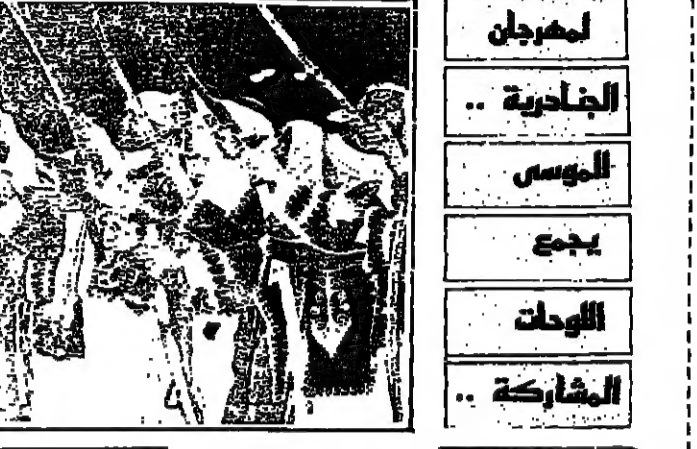 لمهرجان
الجنادرية ..
الموسى
يجمع
اللوحات
المشاركة ..